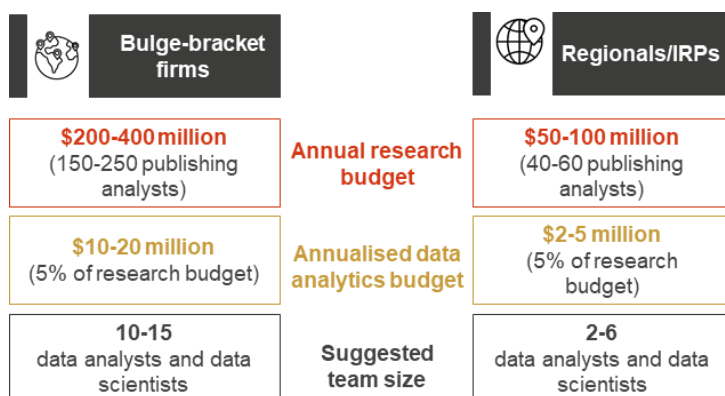 Bulge-bracket
firms
Regionals/IRPs
$200-400 million
(150-250 publishing
analysts)
Annual research
budget
$50-100 million
(40-60 publishing
analysts)
$10-20 million
(5% of research budget)
Annualised data
analytics budget
$2-5 million
(5% of research
budget)
10-15
data analysts and data
scientists
Suggested
team size
2-6
data analysts and data
scientists